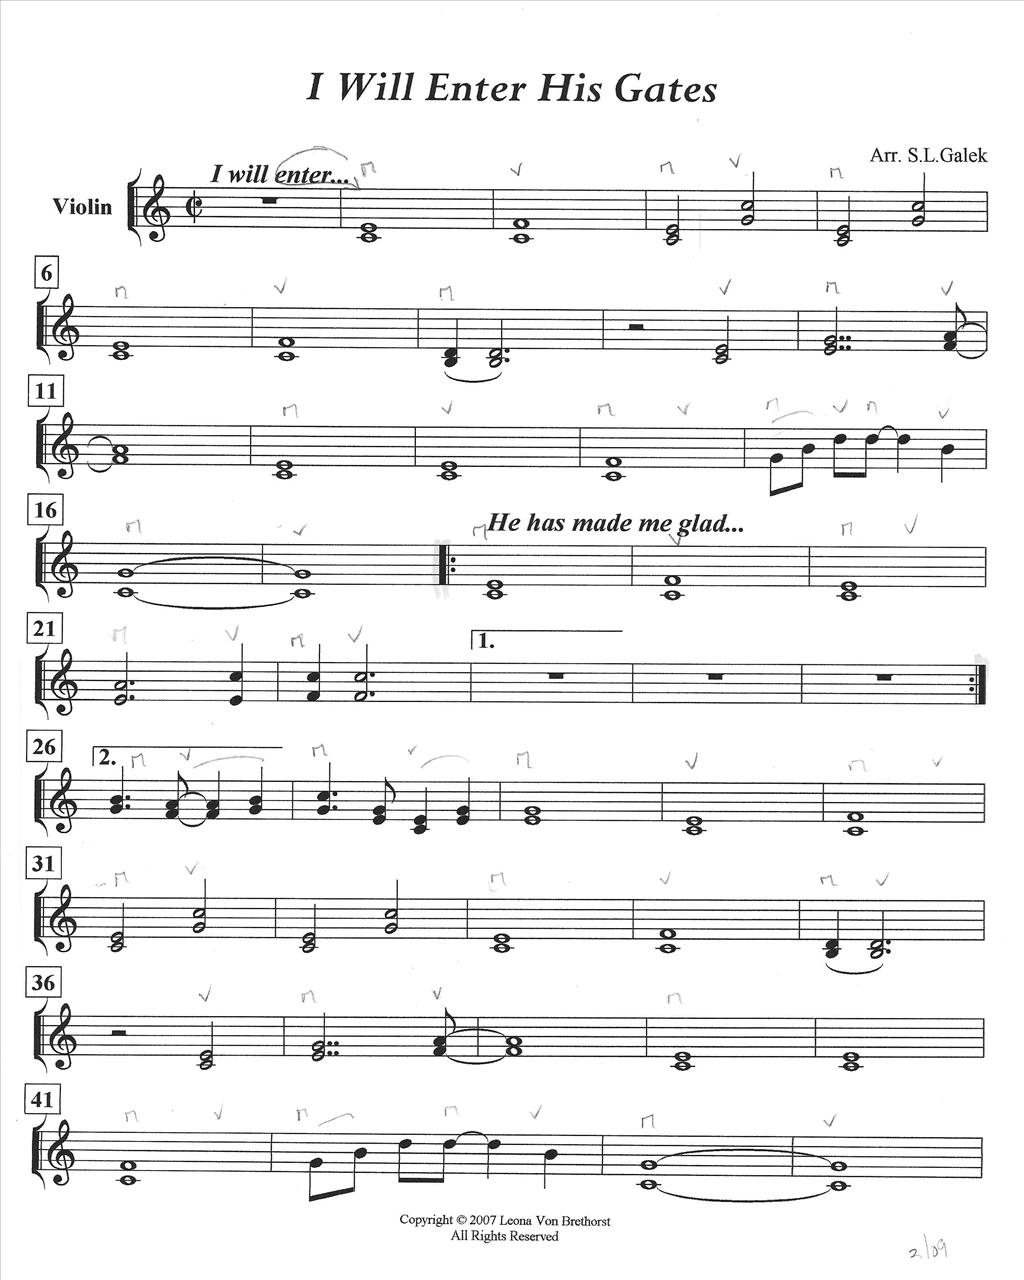 I Will Enter His Gates
Arr. S.L.Galek
I will enter...
Violin
6
11
16
He has made me glad...
21
1.
26
2.
31
36
41
Copyright © 2007 Leona Von Brethorst
All Rights Reserved
2/09